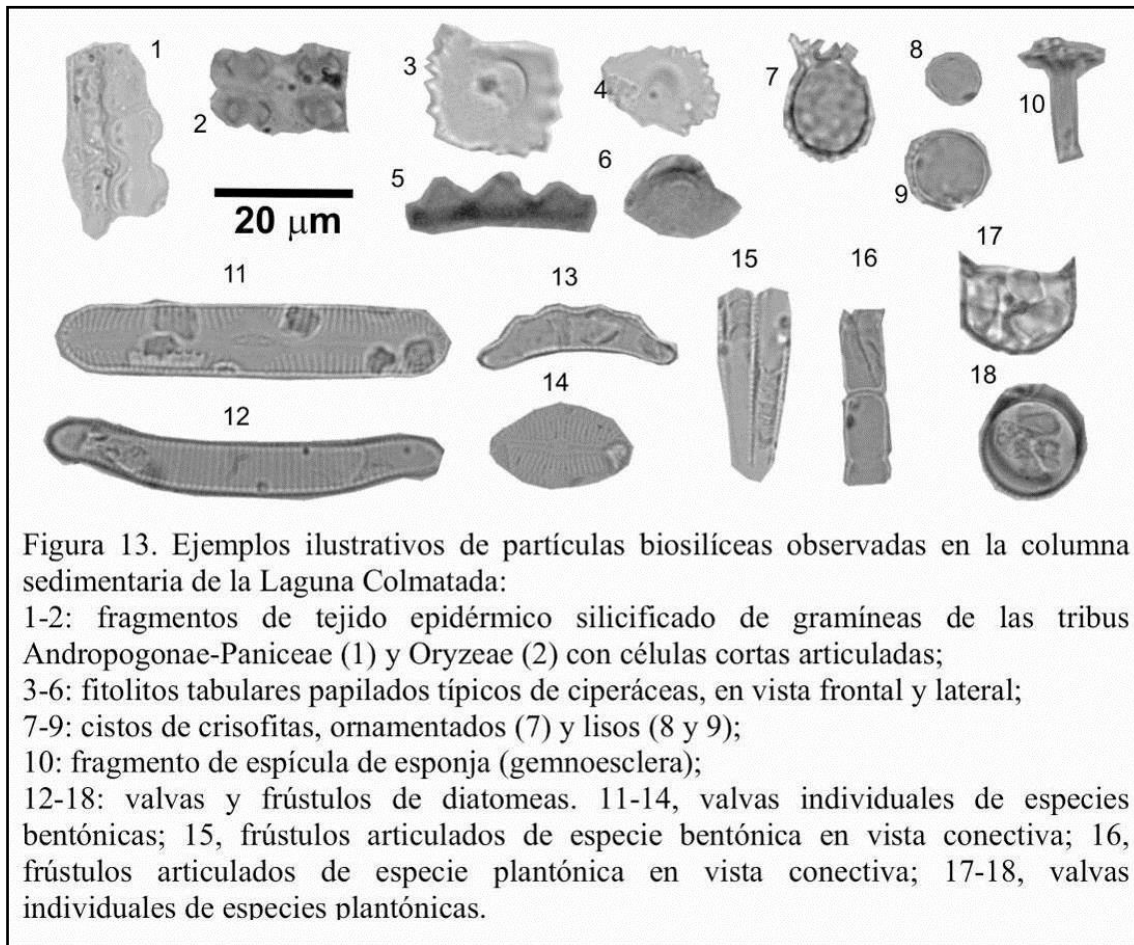 1
2
3
4
5
6
7
8
9
10
20 μm
11
12
13
14
15
16
17
18
Figura 13. Ejemplos ilustrativos de partículas biosilíceas observadas en la columna
sedimentaria de la Laguna Colmatada:
1-2: fragmentos de tejido epidérmico silicificado de gramíneas de las tribus
Andropogonae-Paniceae (1) y Oryzeae (2) con células cortas articuladas;
3-6: fitolitos tabulares papilados típicos de ciperáceas, en vista frontal y lateral;
7-9: cistos de crisofitas, ornamentados (7) y lisos (8 y 9);
10: fragmento de espícula de esponja (gemnoesclera);
12-18: valvas y frústulos de diatomeas. 11-14, valvas individuales de especies
bentónicas; 15, frústulos articulados de especie bentónica en vista conectiva; 16,
frústulos articulados de especie plantónica en vista conectiva; 17-18, valvas
individuales de especies plantónicas.